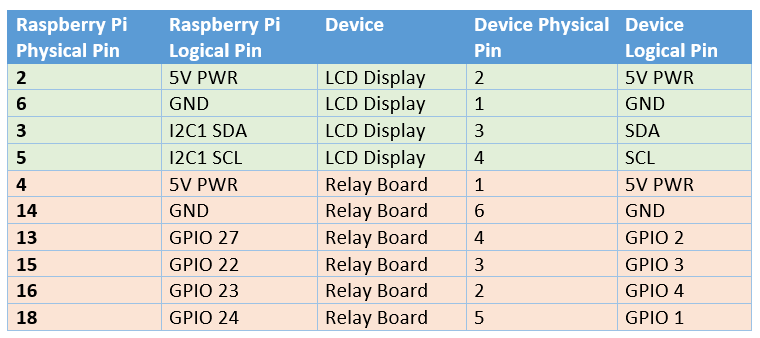 Raspberry Pi Physical Pin Raspberry Pi Logical Pin Device Device Physical Pin Device Logical Pin
2 5V PWR LCD Display 2 5V PWR
6 GND LCD Display 1 GND
3 I2C1 SDA LCD Display 3 SDA
5 I2C1 SCL LCD Display 4 SCL
4 5V PWR Relay Board 1 5V PWR
14 GND Relay Board 6 GND
13 GPIO 27 Relay Board 4 GPIO 2
15 GPIO 22 Relay Board 3 GPIO 3
16 GPIO 23 Relay Board 2 GPIO 4
18 GPIO 24 Relay Board 5 GPIO 1